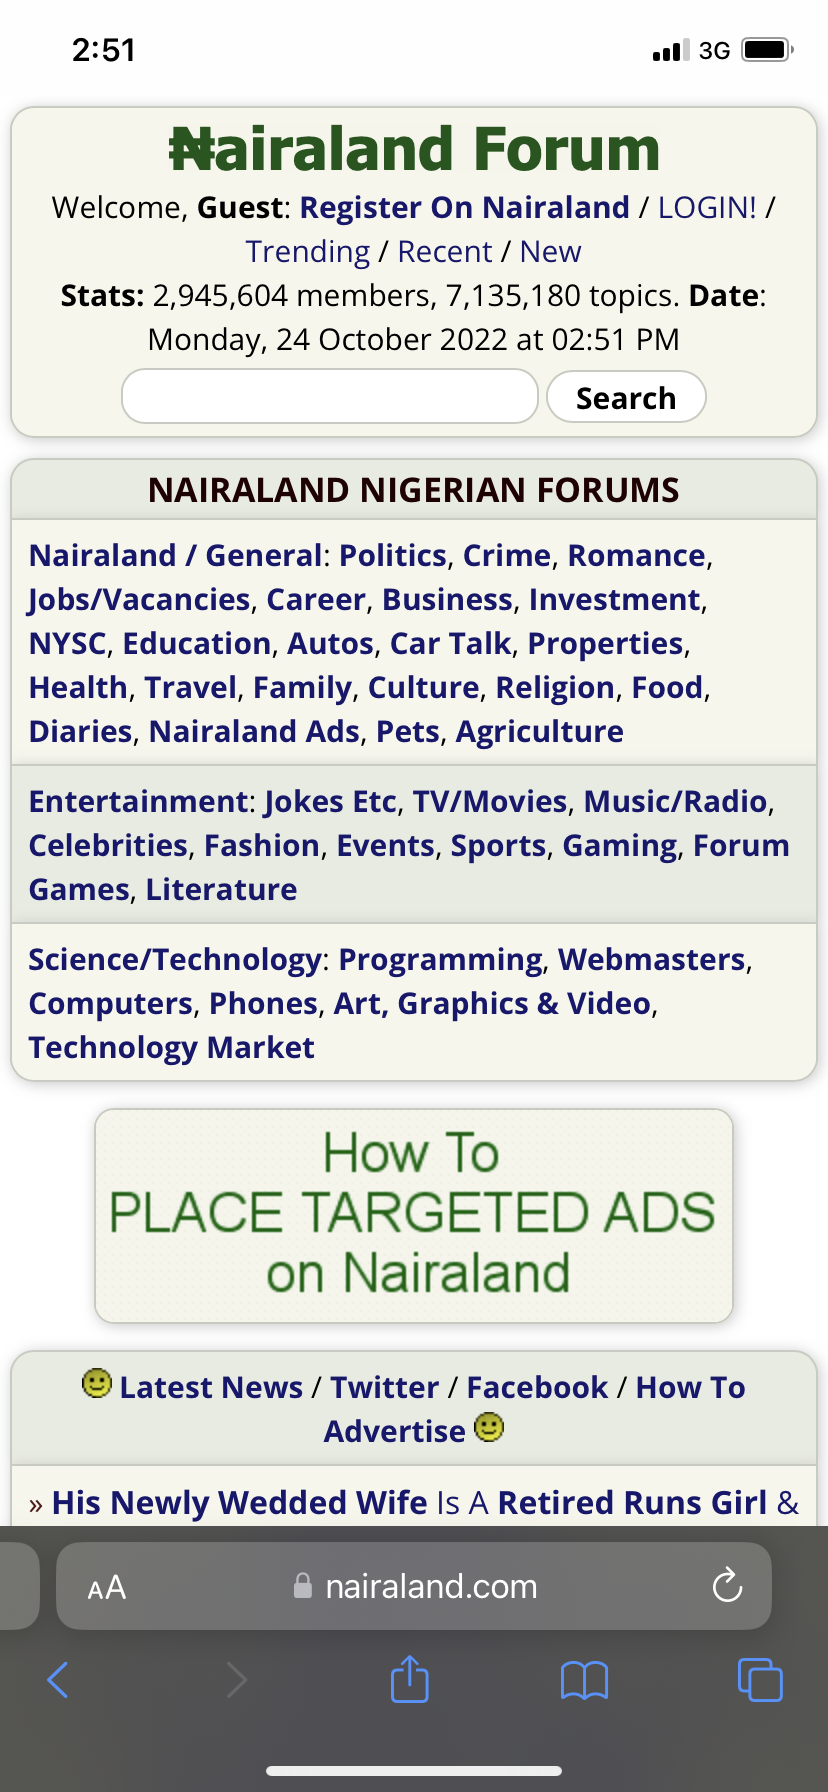 2:51
3G
₦airaland Forum
Welcome, Guest: Register On Nairaland / LOGIN! /
Trending / Recent / New
Stats: 2,945,604 members, 7,135,180 topics. Date:
Monday, 24 October 2022 at 02:51 PM
Search
NAIRALAND NIGERIAN FORUMS
Nairaland / General: Politics, Crime, Romance,
Jobs/Vacancies, Career, Business, Investment,
NYSC, Education, Autos, Car Talk, Properties,
Health, Travel, Family, Culture, Religion, Food,
Diaries, Nairaland Ads, Pets, Agriculture
Entertainment: Jokes Etc, TV/Movies, Music/Radio,
Celebrities, Fashion, Events, Sports, Gaming, Forum
Games, Literature
Science/Technology: Programming, Webmasters,
Computers, Phones, Art, Graphics & Video,
Technology Market
How To
PLACE TARGETED ADS
on Nairaland
Latest News / Twitter / Facebook / How To
Advertise
» His Newly Wedded Wife Is A Retired Runs Girl &
AA
nairaland.com